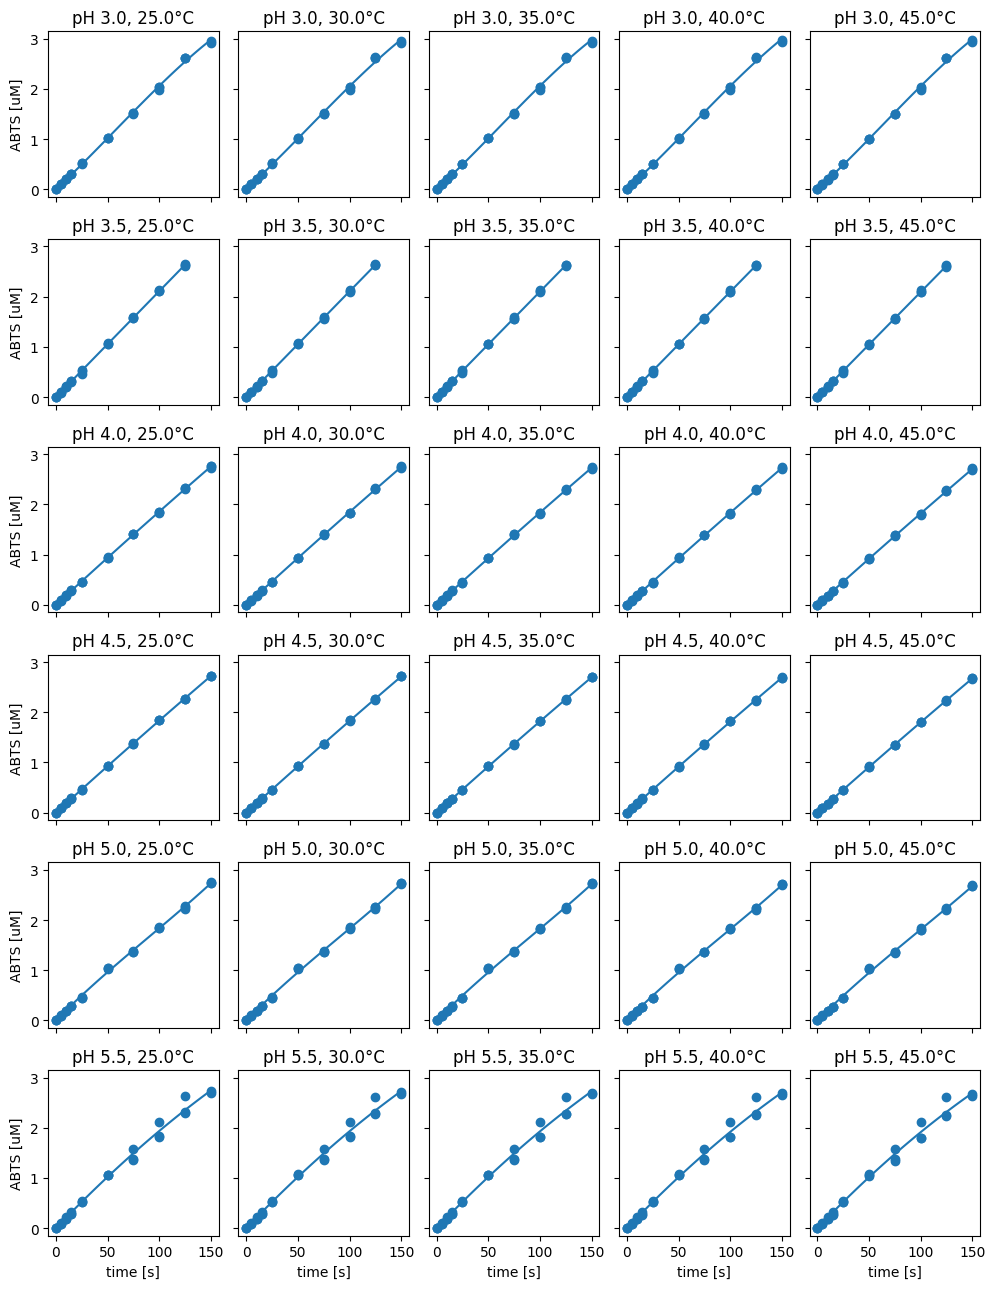 pH 3.0, 25.0°C pH 3.0, 30.0°C pH 3.0, 35.0°C pH 3.0, 40.0°C pH 3.0, 45.0°C
3
2
1
0
ABTS [uM]
pH 3.5, 25.0°C pH 3.5, 30.0°C pH 3.5, 35.0°C pH 3.5, 40.0°C pH 3.5, 45.0°C
3
2
1
0
ABTS [uM]
pH 4.0, 25.0°C pH 4.0, 30.0°C pH 4.0, 35.0°C pH 4.0, 40.0°C pH 4.0, 45.0°C
3
2
1
0
ABTS [uM]
pH 4.5, 25.0°C pH 4.5, 30.0°C pH 4.5, 35.0°C pH 4.5, 40.0°C pH 4.5, 45.0°C
3
2
1
0
ABTS [uM]
pH 5.0, 25.0°C pH 5.0, 30.0°C pH 5.0, 35.0°C pH 5.0, 40.0°C pH 5.0, 45.0°C
3
2
1
0
ABTS [uM]
pH 5.5, 25.0°C pH 5.5, 30.0°C pH 5.5, 35.0°C pH 5.5, 40.0°C pH 5.5, 45.0°C
3
2
1
0
ABTS [uM]
0 50 100 150 0 50 100 150 0 50 100 150 0 50 100 150 0 50 100 150
time [s] time [s] time [s] time [s] time [s]